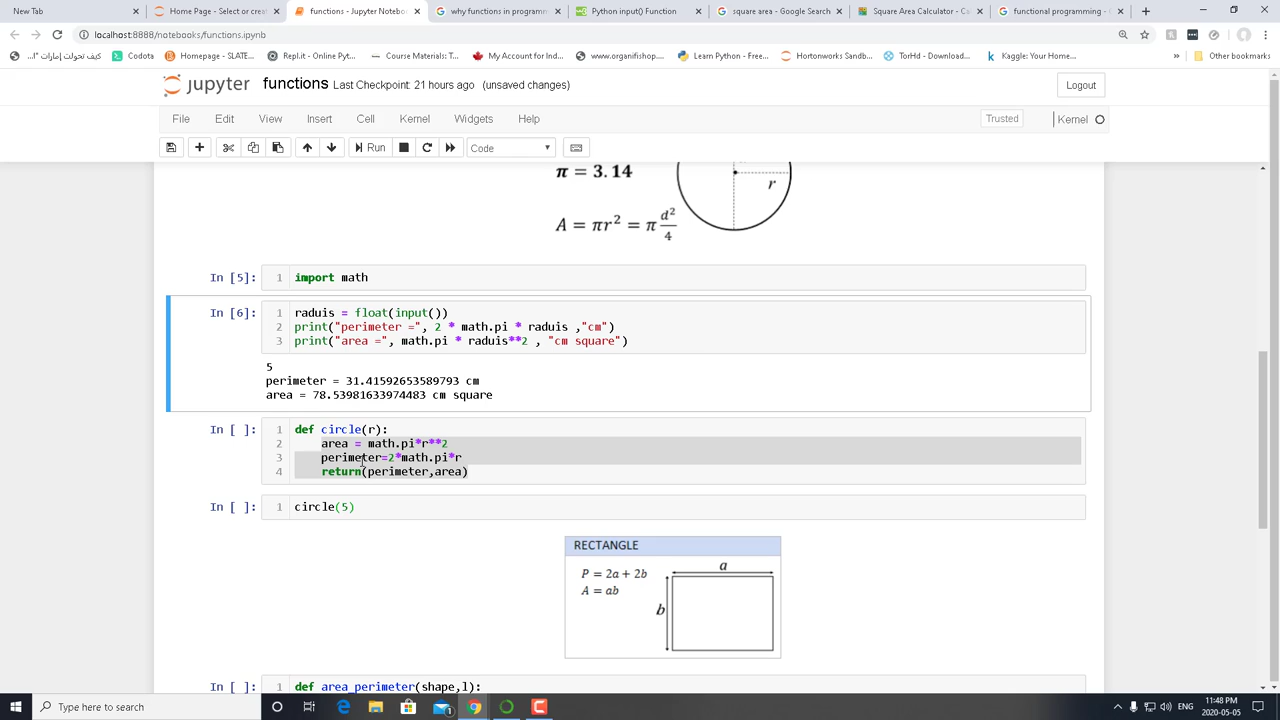 New Tab
Home Page - Select or creat
functions - Jupyter Notebook
why functions in programm
Python input() Function
square area - Google Search
Square Area Calculator - Ca
functional programming - G
localhost:8888/notebooks/functions.ipynb
كيف تحولت إمارات ا...
Codota
Homepage - SLATE...
Repl.it - Online Pyt...
Course Materials: T...
My Account for Ind...
www.organifishop....
Learn Python - Free...
Hortonworks Sandb...
TorHd - Download...
Kaggle: Your Hom...
»
Other bookmarks
jupyter functions Last Checkpoint: 21 hours ago (unsaved changes)
Logout
File Edit View Insert Cell Kernel Widgets Help
Trusted
Kernel
Run
Code
π = 3.14
r
A = πr² = π d²/4
In [5]: 1 import math
In [6]: 1 raduis = float(input())
2 print("perimeter =", 2 * math.pi * raduis ,"cm")
3 print("area =", math.pi * raduis**2 , "cm square")
5
perimeter = 31.41592653589793 cm
area = 78.53981633974483 cm square
In [ ]: 1 def circle(r):
2 area = math.pi*r**2
3 perimeter=2*math.pi*r
4 return(perimeter,area)
In [ ]: 1 circle(5)
RECTANGLE
P = 2a + 2b
A = ab
a
b
In [ ]: 1 def area_perimeter(shape,l):
Type here to search
ENG
11:48 PM
2020-05-05